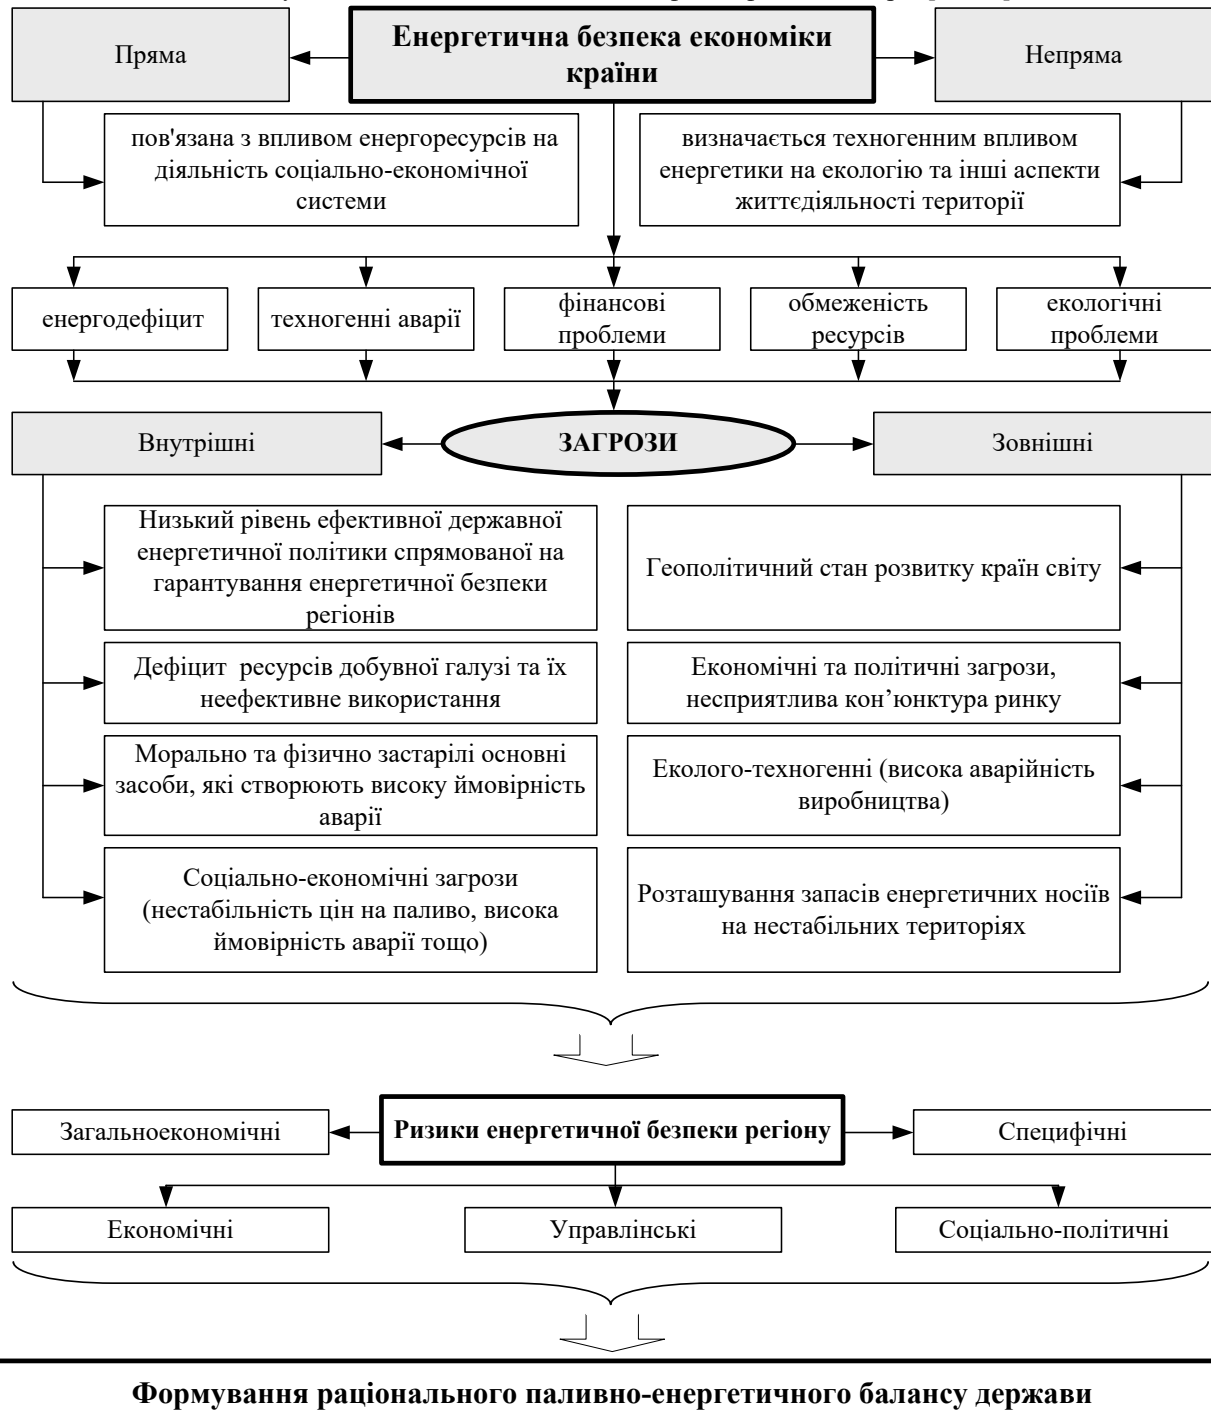 Енергетична безпека економіки
країни
Пряма
Непряма
пов'язана з впливом енергоресурсів на
діяльність соціально-економічної
системи
визначається техногенним впливом
енергетики на екологію та інші аспекти
життєдіяльності території
енергодефіцит
техногенні аварії
фінансові
проблеми
обмеженість
ресурсів
екологічні
проблеми
Внутрішні
ЗАГРОЗИ
Зовнішні
Низький рівень ефективної державної
енергетичної політики спрямованої на
гарантування енергетичної безпеки
регіонів
Геополітичний стан розвитку країн світу
Дефіцит ресурсів добувної галузі та їх
неефективне використання
Економічні та політичні загрози,
несприятлива кон’юнктура ринку
Морально та фізично застарілі основні
засоби, які створюють високу ймовірність
аварії
Еколого-техногенні (висока аварійність
виробництва)
Соціально-економічні загрози
(нестабільність цін на паливо, висока
ймовірність аварії тощо)
Розташування запасів енергетичних носіїв
на нестабільних територіях
Загальноекономічні
Ризики енергетичної безпеки регіону
Специфічні
Економічні
Управлінські
Соціально-політичні
Формування раціонального паливно-енергетичного балансу держави